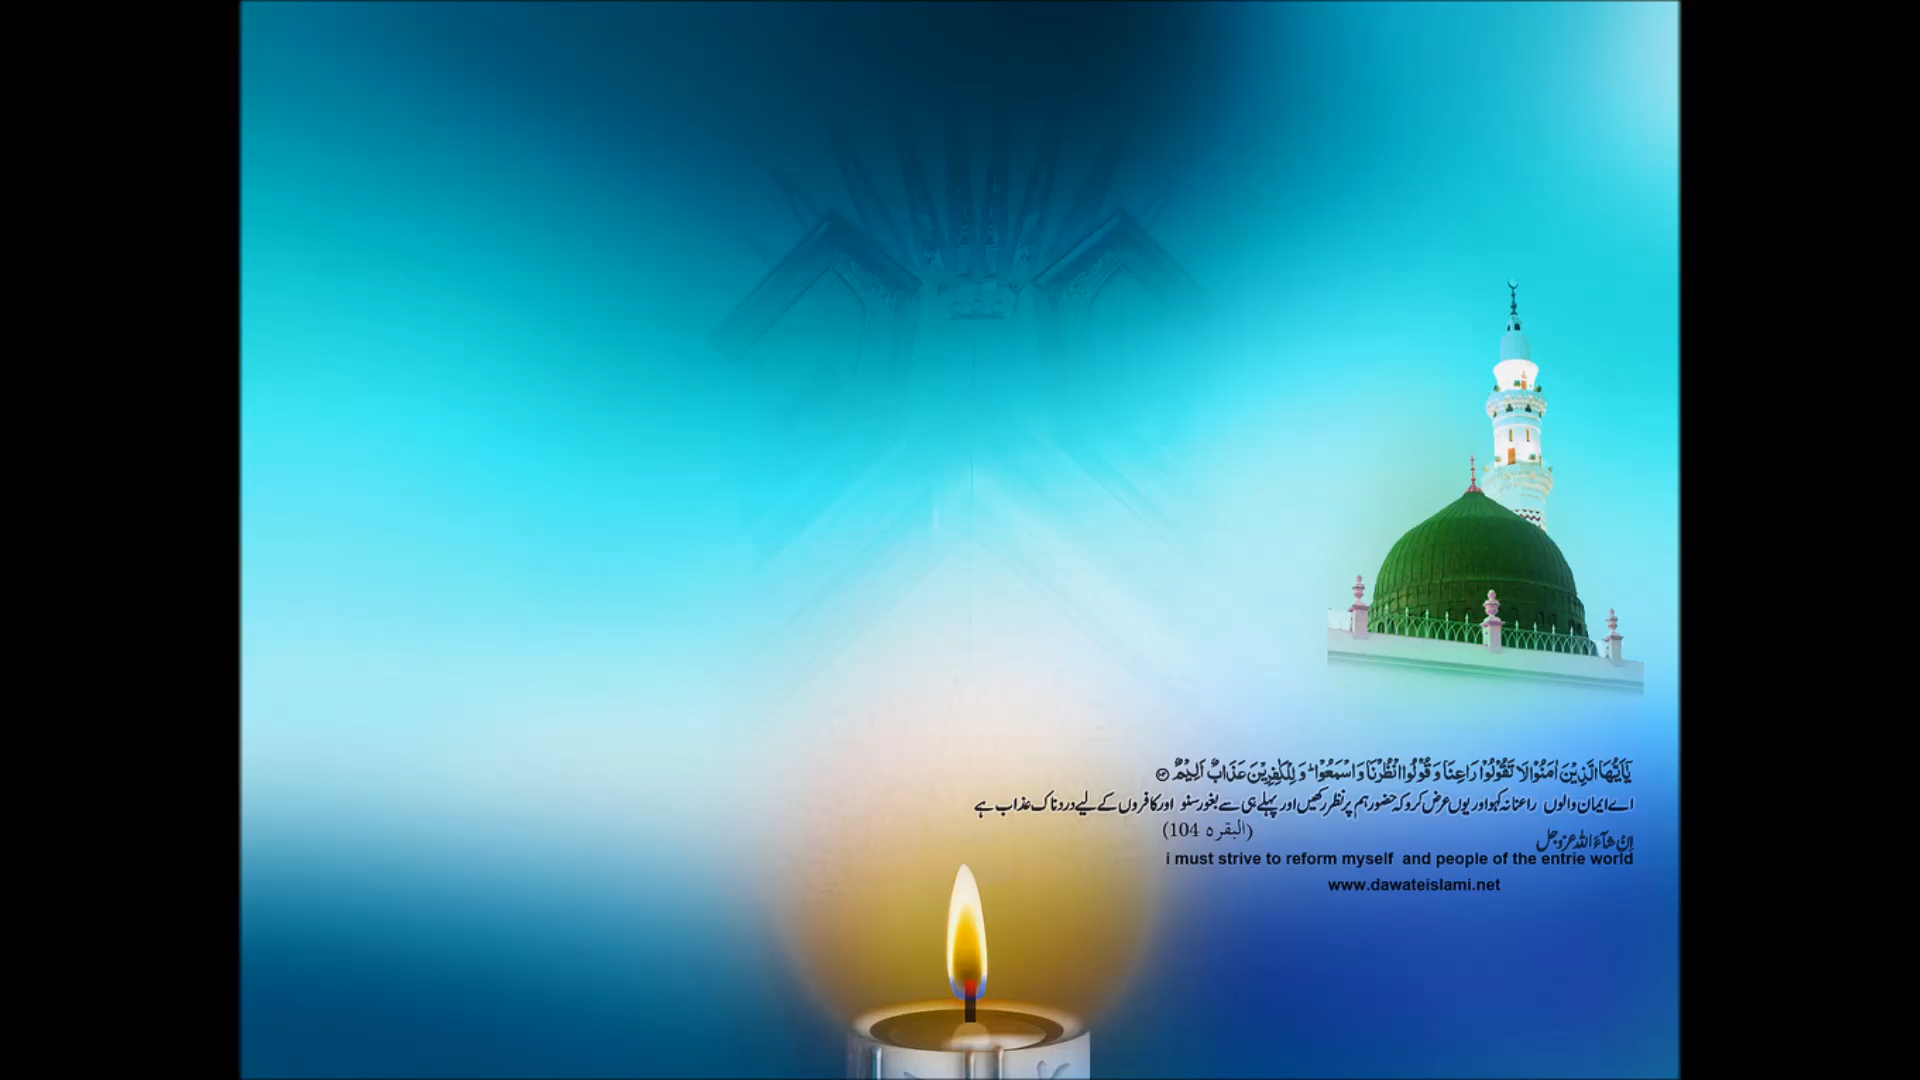 يٰۤاَيُّهَا الَّذِيْنَ اٰمَنُوْا لَا تَقُوْلُوْا رَاعِنَا وَ قُوْلُوا انْظُرْنَا وَ اسْمَعُوْا ؕ وَ لِلْكٰفِرِيْنَ عَذَابٌ اَلِيْمٌ
اے ایمان والوں راعنا نہ کہو اور یوں عرض کرو کہ حضور ہم پر نظر رکھیں اور پہلے ہی سے بغور سنو اور کافروں کے لیے دردناک عذاب ہے
(البقرہ 104)
اِنْ شَآءَ اللّٰه عزوجل
i must strive to reform myself and people of the entrie world
www.dawateislami.net